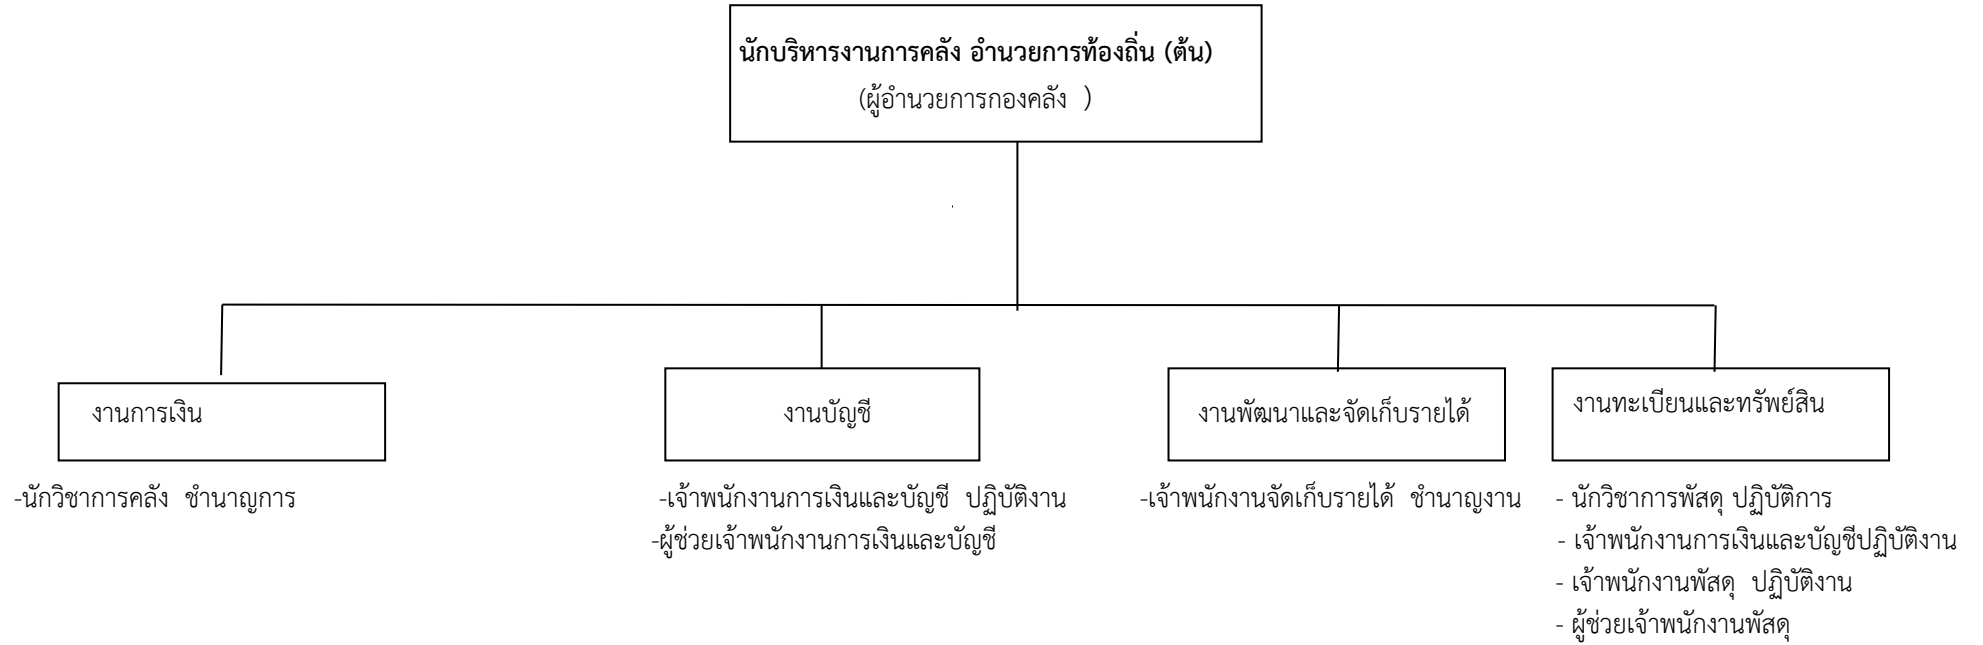 นักบริหารงานการคลัง อำนวยการท้องถิ่น (ต้น)
(ผู้อำนวยการกองคลัง  )
งานการเงิน
-นักวิชาการคลัง  ชำนาญการ
งานบัญชี
-เจ้าพนักงานการเงินและบัญชี  ปฏิบัติงาน
-ผู้ช่วยเจ้าพนักงานการเงินและบัญชี
งานพัฒนาและจัดเก็บรายได้
-เจ้าพนักงานจัดเก็บรายได้  ชำนาญงาน
งานทะเบียนและทรัพย์สิน
- นักวิชาการพัสดุ ปฏิบัติการ
- เจ้าพนักงานการเงินและบัญชีปฏิบัติงาน
- เจ้าพนักงานพัสดุ  ปฏิบัติงาน
- ผู้ช่วยเจ้าพนักงานพัสดุ